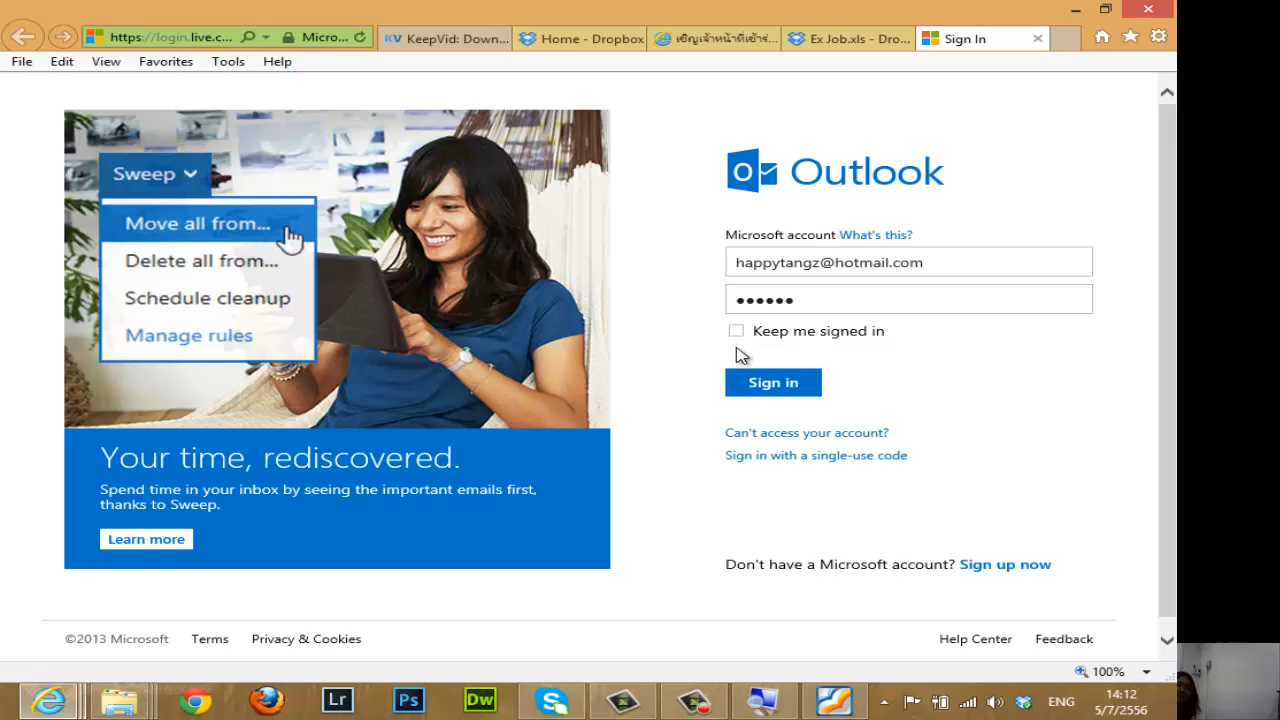 https://login.live.c...
Micro...
KV KeepVid: Down...
Home - Dropbox
เชิญเจ้าหน้าที่เข้าร่...
Ex Job.xls - Dro...
Sign In
File Edit View Favorites Tools Help
Sweep
Move all from...
Delete all from...
Schedule cleanup
Manage rules
Your time, rediscovered.
Spend time in your inbox by seeing the important emails first,
thanks to Sweep.
Learn more
Outlook
Microsoft account What's this?
happytangz@hotmail.com
••••••
Keep me signed in
Sign in
Can't access your account?
Sign in with a single-use code
Don't have a Microsoft account? Sign up now
©2013 Microsoft Terms Privacy & Cookies Help Center Feedback
100%
Lr Ps Dw
ENG
14:12
5/7/2556